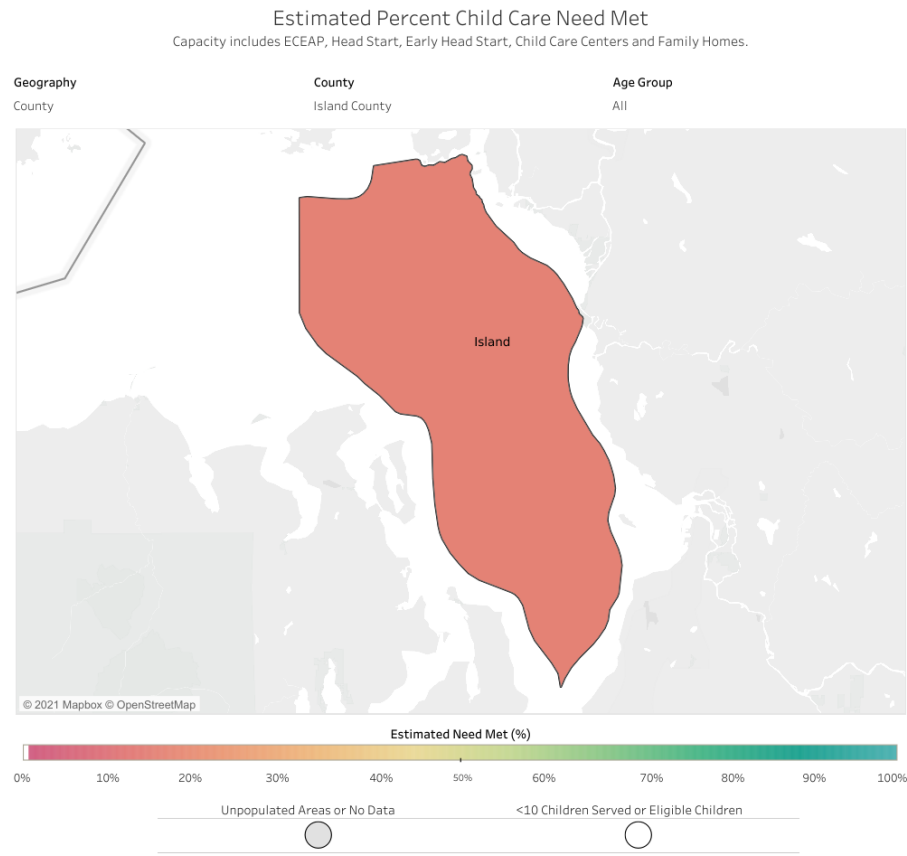 Estimated Percent Child Care Need Met
Capacity includes ECEAP, Head Start, Early Head Start, Child Care Centers and Family Homes.
Geography County Age Group
County Island County All
Island
© 2021 Mapbox © OpenStreetMap
Estimated Need Met (%)
0% 10% 20% 30% 40% 50% 60% 70% 80% 90% 100%
Unpopulated Areas or No Data <10 Children Served or Eligible Children